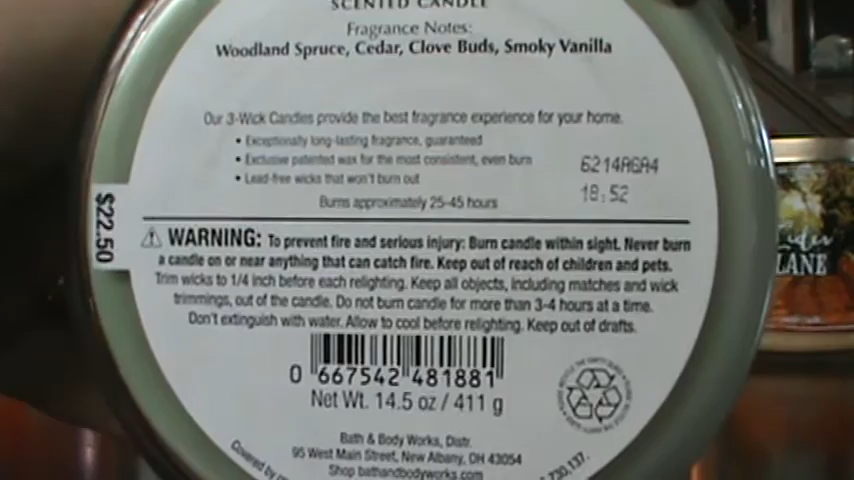 SCENTED CANDLE
Fragrance Notes:
Woodland Spruce, Cedar, Clove Buds, Smoky Vanilla
Our 3-Wick Candles provide the best fragrance experience for your home.
• Exceptionally long-lasting fragrance, guaranteed
• Exclusive patented wax for the most consistent, even burn
• Lead-free wicks that won't burn out
Burns approximately 25-45 hours
6214AGA4
18:52
$22.50
⚠ WARNING: To prevent fire and serious injury: Burn candle within sight. Never burn
a candle on or near anything that can catch fire. Keep out of reach of children and pets.
Trim wicks to 1/4 inch before each relighting. Keep all objects, including matches and wick
trimmings, out of the candle. Do not burn candle for more than 3-4 hours at a time.
Don't extinguish with water. Allow to cool before relighting. Keep out of drafts.
0 667542 481881
Net Wt. 14.5 oz / 411 g
Bath & Body Works, Distr.
95 West Main Street, New Albany, OH 43054
Shop bathandbodyworks.com
Covered by
730,137.
LANE